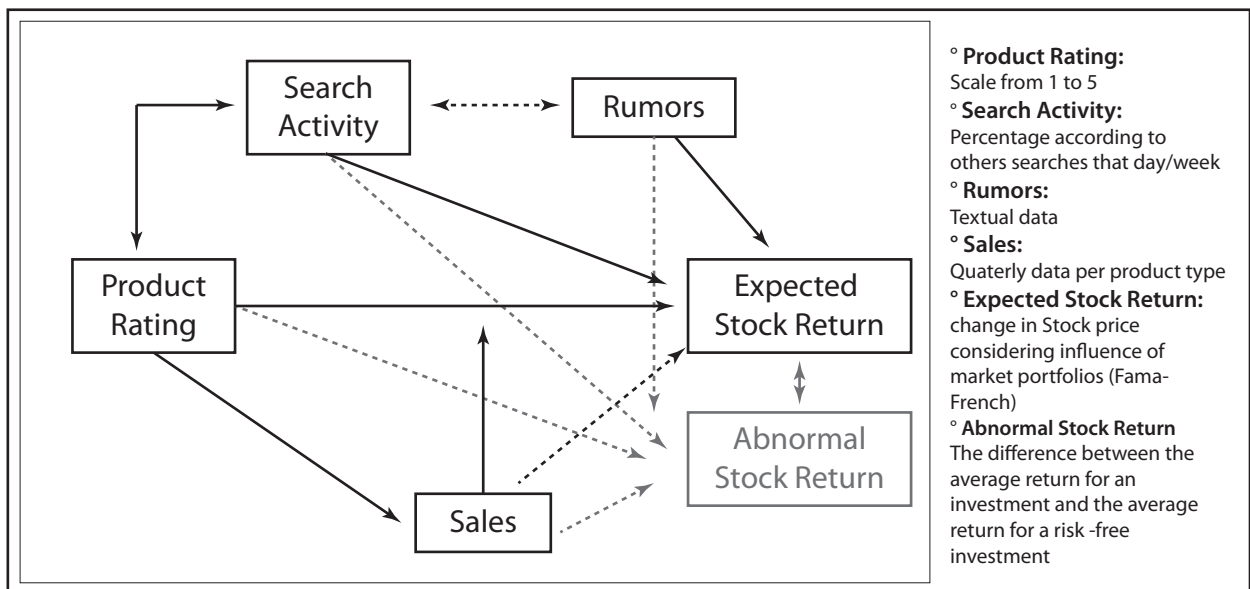 Search
Activity
Rumors
Product
Rating
Expected
Stock Return
Abnormal
Stock Return
Sales
° Product Rating:
Scale from 1 to 5
° Search Activity:
Percentage according to
others searches that day/week
° Rumors:
Textual data
° Sales:
Quaterly data per product type
° Expected Stock Return:
change in Stock price
considering influence of
market portfolios (Fama-
French)
° Abnormal Stock Return
The difference between the
average return for an
investment and the average
return for a risk -free
investment